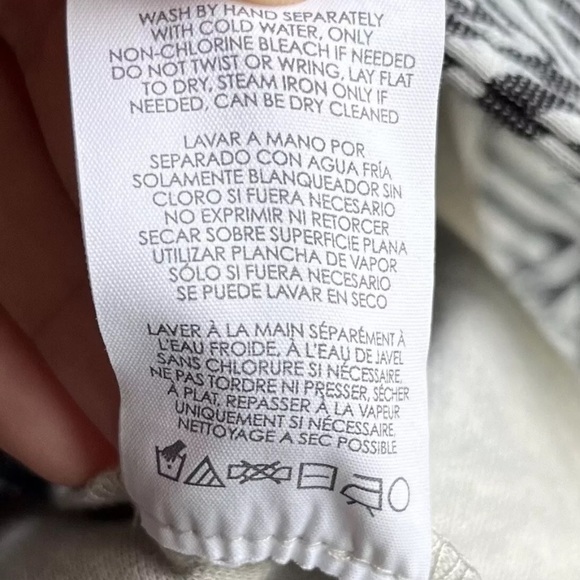 WASH BY HAND SEPARATELY
WITH COLD WATER, ONLY
NON-CHLORINE BLEACH IF NEEDED
DO NOT TWIST OR WRING, LAY FLAT
TO DRY, STEAM IRON ONLY IF
NEEDED, CAN BE DRY CLEANED
LAVAR A MANO POR
SEPARADO CON AGUA FRÍA
SOLAMENTE BLANQUEADOR SIN
CLORO SI FUERA NECESARIO
NO EXPRIMIR NI RETORCER
SECAR SOBRE SUPERFICIE PLANA
UTILIZAR PLANCHA DE VAPOR
SÓLO SI FUERA NECESARIO
SE PUEDE LAVAR EN SECO
LAVER À LA MAIN SÉPARÉMENT À
L'EAU FROIDE, À L'EAU DE JAVEL
SANS CHLORURE SI NÉCESSAIRE,
NE PAS TORDRE NI PRESSER, SÉCHER
À PLAT, REPASSER À LA VAPEUR
UNIQUEMENT SI NÉCESSAIRE,
NETTOYAGE A SEC POSSIBLE